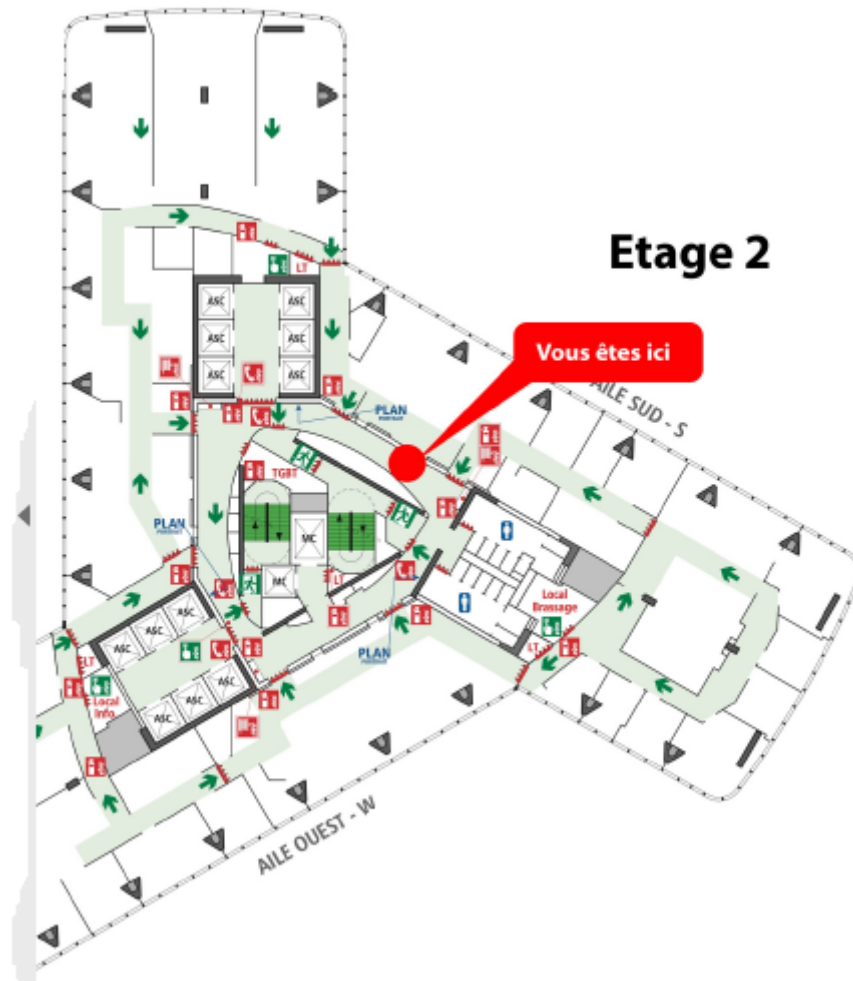 Etage 2
LT
ASC
ASC
ASC
ASC
ASC
ASC
Vous êtes ici
AILE SUD - S
PLAN
TGBT
PLAN
MC
MC
LT
Local
Brassage
LT
PLAN
ASC
ASC
ASC
LT
Local
Info.
ASC
ASC
ASC
AILE OUEST - W